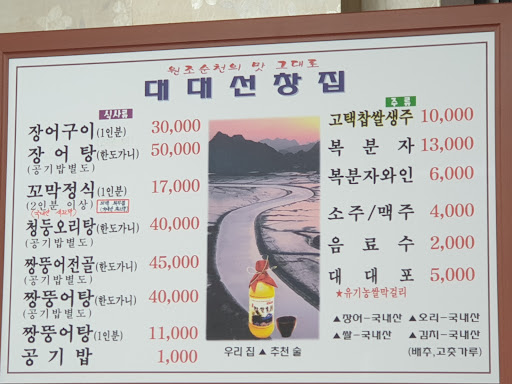 원조순천의 맛 그대로
대대선창집
식사류
장어구이(1인분) 30,000
장어탕(한도가니) 50,000
(공기밥별도)
꼬막정식(1인분) 17,000
(2인분 이상)
청둥오리탕(한도가니) 40,000
(공기밥별도)
짱뚱어전골(한도가니) 45,000
(공기밥별도)
짱뚱어탕(한도가니) 40,000
(공기밥별도)
짱뚱어탕(1인분) 11,000
공기밥 1,000
우리 집 ▲ 추천 술
주류
고택찹쌀생주 10,000
복분자 13,000
복분자와인 6,000
소주/맥주 4,000
음료수 2,000
대대포 5,000
★유기농쌀막걸리
▲장어-국내산 ▲오리-국내산
▲쌀-국내산 ▲김치-국내산
(배추,고춧가루)